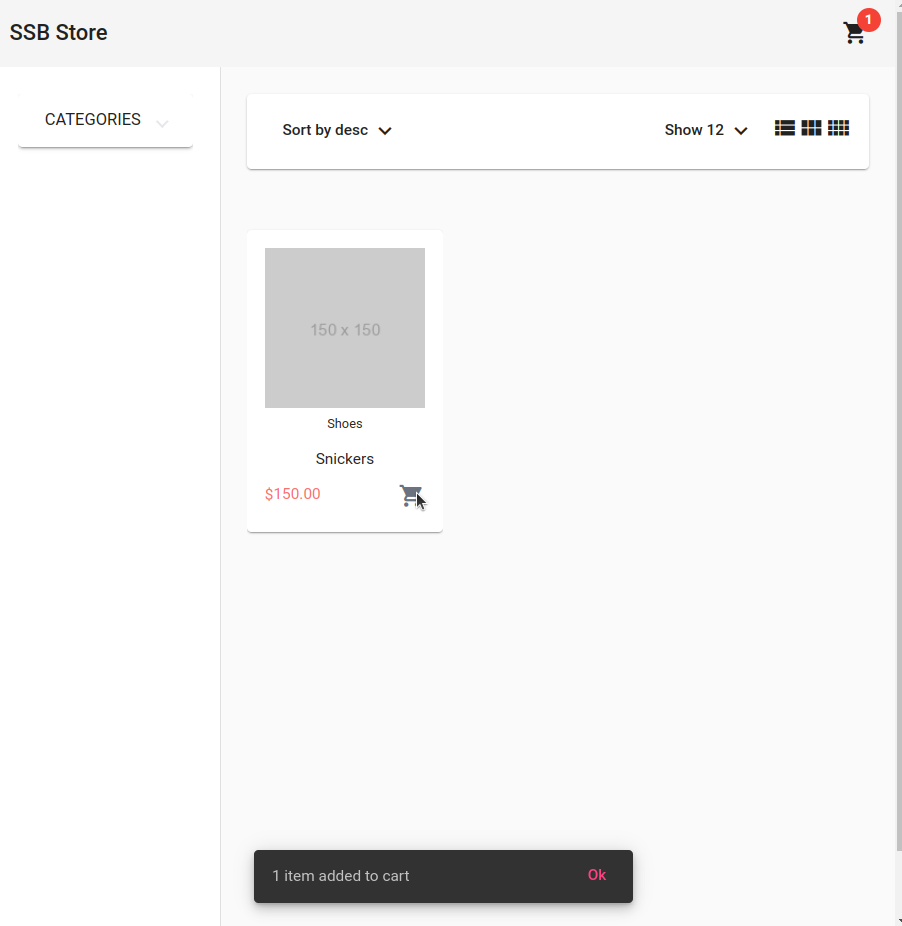 SSB Store
1
CATEGORIES
Sort by desc
Show 12
150 x 150
Shoes
Snickers
$150.00
1 item added to cart
Ok